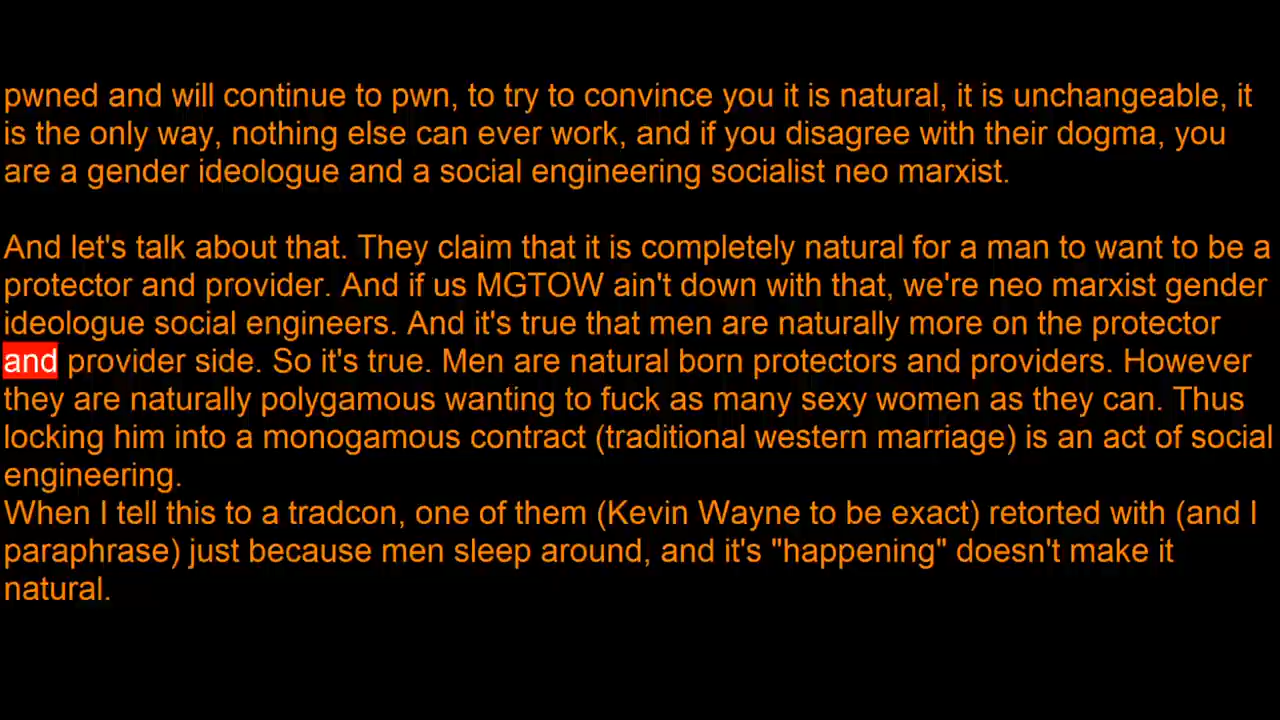 pwned and will continue to pwn, to try to convince you it is natural, it is unchangeable, it
is the only way, nothing else can ever work, and if you disagree with their dogma, you
are a gender ideologue and a social engineering socialist neo marxist.
And let's talk about that. They claim that it is completely natural for a man to want to be a
protector and provider. And if us MGTOW ain't down with that, we're neo marxist gender
ideologue social engineers. And it's true that men are naturally more on the protector
and provider side. So it's true. Men are natural born protectors and providers. However
they are naturally polygamous wanting to fuck as many sexy women as they can. Thus
locking him into a monogamous contract (traditional western marriage) is an act of social
engineering.
When I tell this to a tradcon, one of them (Kevin Wayne to be exact) retorted with (and I
paraphrase) just because men sleep around, and it's "happening" doesn't make it
natural.